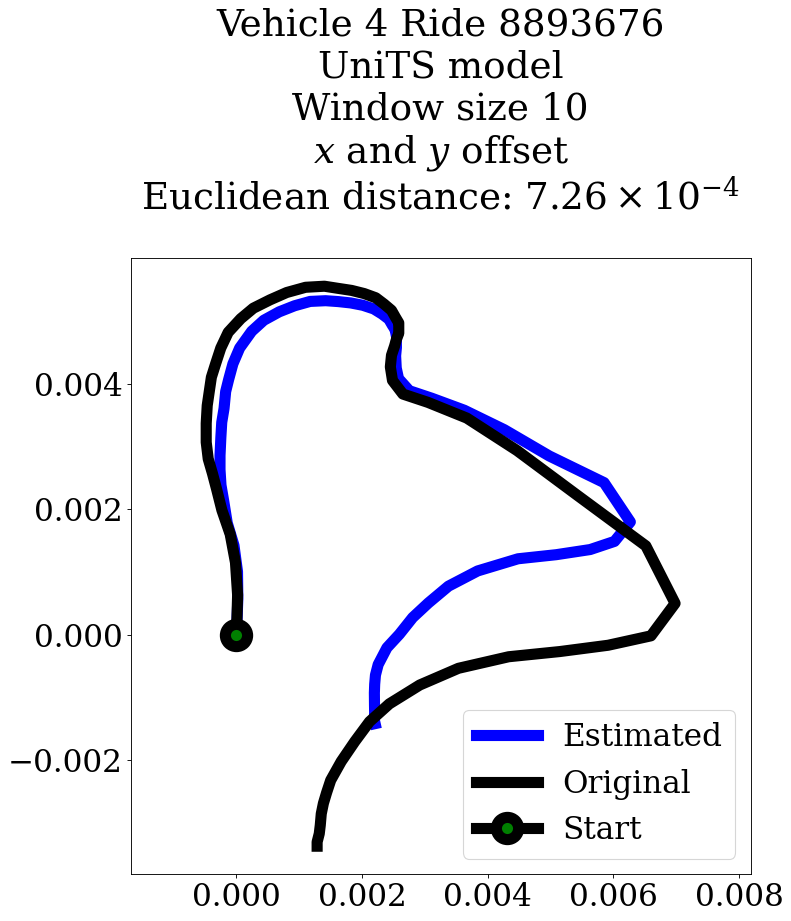 Vehicle 4 Ride 8893676
UniTS model
Window size 10
x and y offset
Euclidean distance: 7.26 × 10⁻⁴
0.004
0.002
0.000
−0.002
Estimated
Original
Start
0.000 0.002 0.004 0.006 0.008